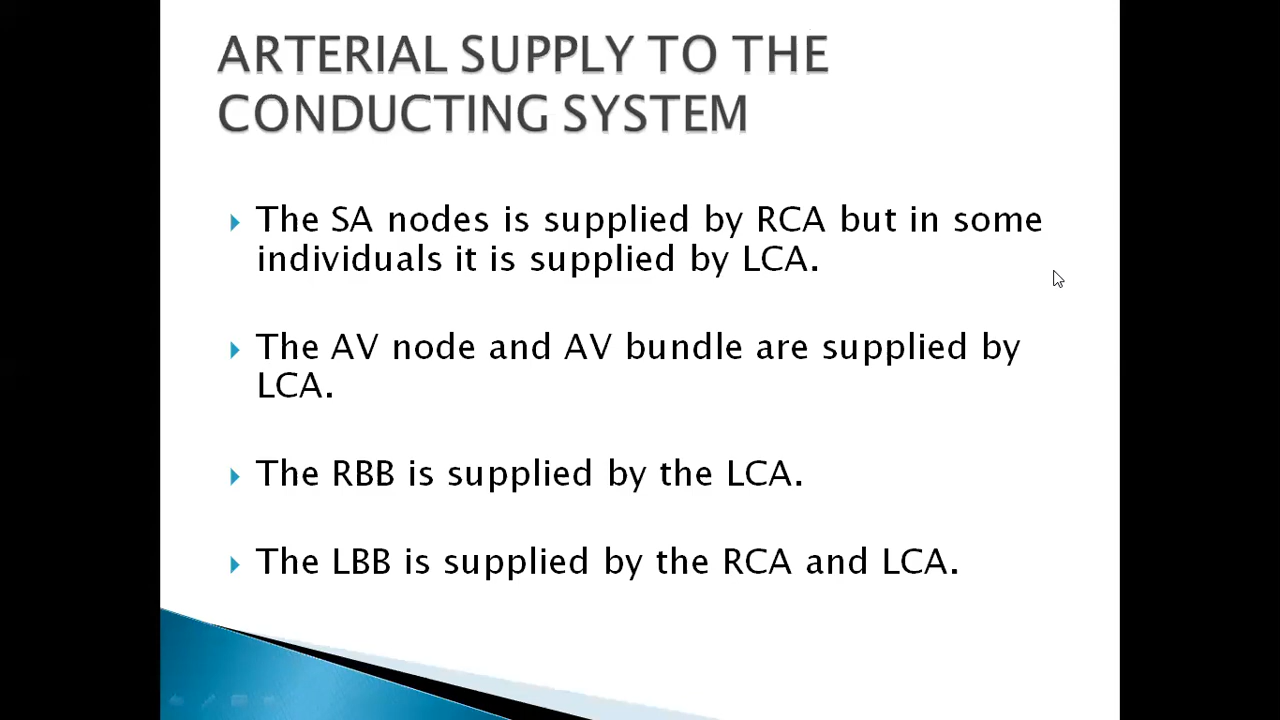 ARTERIAL SUPPLY TO THE
CONDUCTING SYSTEM
The SA nodes is supplied by RCA but in some
individuals it is supplied by LCA.
The AV node and AV bundle are supplied by
LCA.
The RBB is supplied by the LCA.
The LBB is supplied by the RCA and LCA.